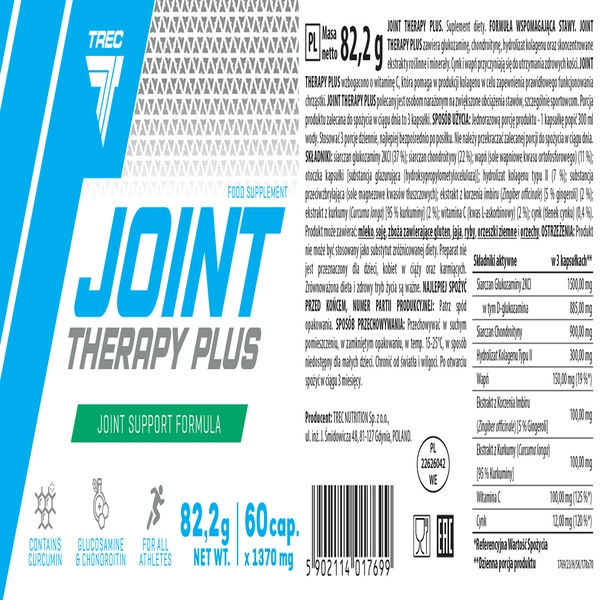 TREC
FOOD SUPPLEMENT
JOINT
THERAPY PLUS
JOINT SUPPORT FORMULA
CONTAINS
CURCUMIN
GLUCOSAMINE
& CHONDROITIN
FOR ALL
ATHLETES
82,2g
NET WT.
60cap.
x 1370 mg
PL
Masa
netto
82,2 g
JOINT THERAPY PLUS. Suplement diety. FORMUŁA WSPOMAGAJĄCA STAWY. JOINT
THERAPY PLUS zawiera glukozaminę, chondroitynę, hydrolizat kolagenu oraz skoncentrowane
ekstrakty roślinne i minerały. Cynk i wapń przyczyniają się do utrzymania zdrowych kości. JOINT
THERAPY PLUS wzbogacono o witaminę C, która pomaga w produkcji kolagenu w celu zapewnienia prawidłowego funkcjonowania
chrząstki. JOINT THERAPY PLUS polecany jest osobom narażonym na zwiększone obciążenia stawów, szczególnie sportowcom. Porcja
produktu zalecana do spożycia w ciągu dnia to 3 kapsułki. SPOSÓB UŻYCIA: Jednorazową porcję produktu - 1 kapsułkę popić 300 ml
wody. Stosować 3 porcje dziennie, najlepiej bezpośrednio po posiłku. Nie należy przekraczać zalecanej porcji do spożycia w ciągu dnia.
SKŁADNIKI: siarczan glukozaminy 2KCl (37 %); siarczan chondroityny (22 %); wapń (sole wapniowe kwasu ortofosforowego) (11 %);
otoczka kapsułki [substancja glazurująca (hydroksypropylometyloceluloza)]; hydrolizat kolagenu typu II (7 %); substancja
przeciwzbrylająca (sole magnezowe kwasów tłuszczowych); ekstrakt z korzenia imbiru (Zingiber officinale) [5 % gingeroli] (2 %);
ekstrakt z kurkumy (Curcuma longa) [95 % kurkuminy] (2 %); witamina C (kwas L-askorbinowy) (2 %); cynk (tlenek cynku) (0,4 %).
Produkt może zawierać: mleko, soję, zboża zawierające gluten, jaja, ryby, orzeszki ziemne i orzechy. OSTRZEŻENIA: Produkt
nie może być stosowany jako substytut zróżnicowanej diety. Preparat nie
jest przeznaczony dla dzieci, kobiet w ciąży oraz karmiących.
Zrównoważona dieta i zdrowy tryb życia są ważne. NAJLEPIEJ SPOŻYĆ
PRZED KOŃCEM, NUMER PARTII PRODUKCYJNEJ: Patrz spód
opakowania. SPOSÓB PRZECHOWYWANIA: Przechowywać w suchym
pomieszczeniu, w zamkniętym opakowaniu, w temp. 15-25°C, w sposób
niedostępny dla małych dzieci. Chronić od światła i wilgoci. Po otwarciu
spożyć w ciągu 3 miesięcy.
Producent: TREC NUTRITION Sp. z o.o.,
ul. inż. J. Śmidowicza 48, 81-127 Gdynia, POLAND.
Składniki aktywne w 3 kapsułkach**
Siarczan Glukozaminy 2KCl 1500,00 mg
w tym D-glukozamina 885,00 mg
Siarczan Chondroityny 900,00 mg
Hydrolizat Kolagenu Typu II 300,00 mg
Wapń 150,00 mg (19 %*)
Ekstrakt z Korzenia Imbiru
(Zingiber officinale) [5 % Gingeroli] 100,00 mg
Ekstrakt z Kurkumy (Curcuma longa)
[95 % Kurkuminy] 100,00 mg
Witamina C 100,00 mg (125 %*)
Cynk 12,00 mg (120 %*)
*Referencyjna Wartość Spożycia
**Dzienna porcja produktu
PL
22626042
WE
EAC
5 902114 017699